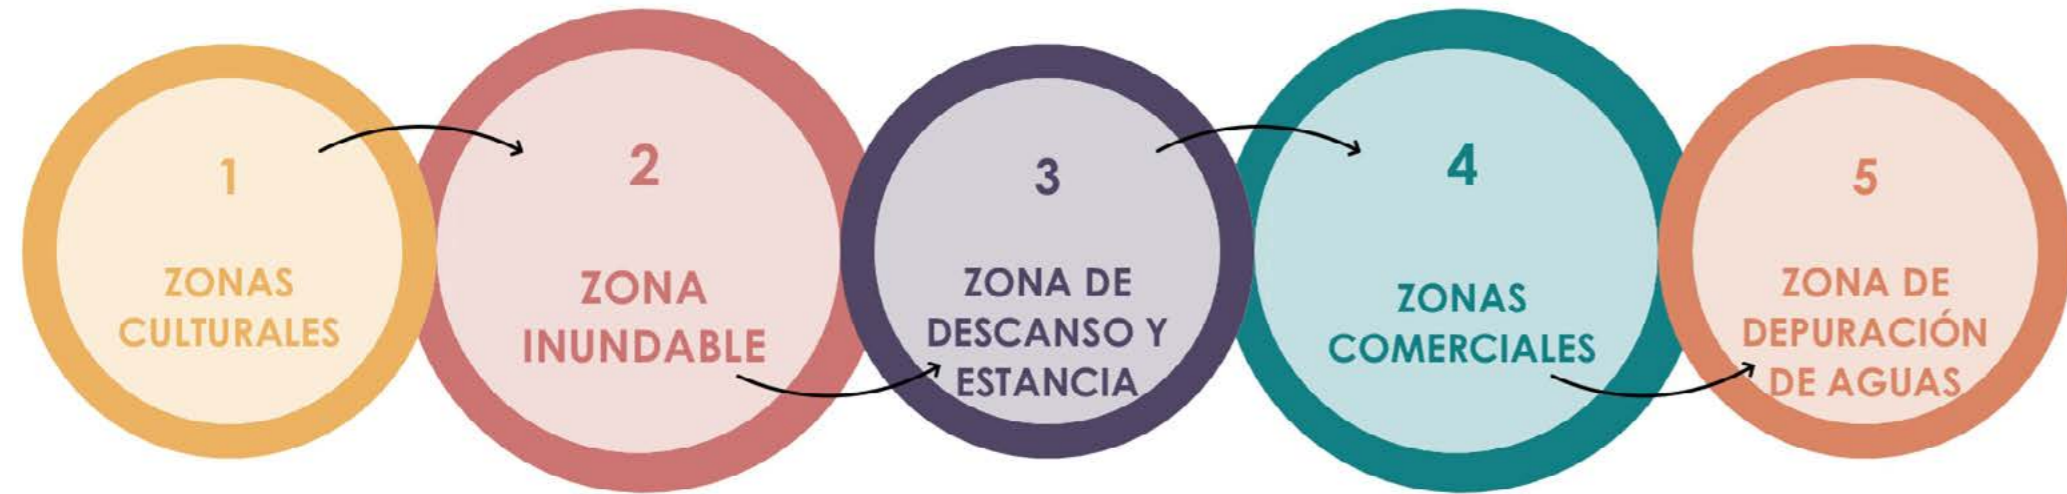 1
ZONAS
CULTURALES
2
ZONA
INUNDABLE
3
ZONA DE
DESCANSO Y
ESTANCIA
4
ZONAS
COMERCIALES
5
ZONA DE
DEPURACIÓN
DE AGUAS